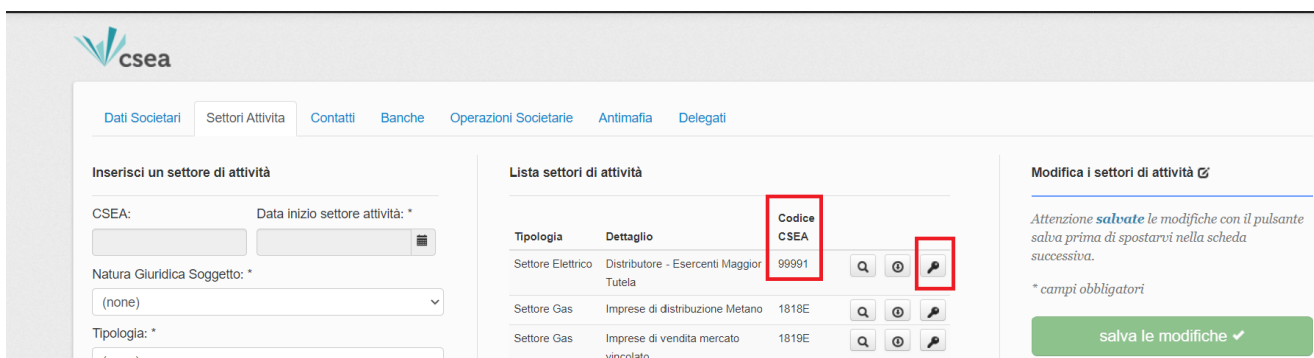 csea
Dati Societari Settori Attivita Contatti Banche Operazioni Societarie Antimafia Delegati
Inserisci un settore di attività
CSEA: Data inizio settore attività: *
Natura Giuridica Soggetto: *
(none)
Tipologia: *
Lista settori di attività
Tipologia Dettaglio Codice CSEA
Settore Elettrico Distributore - Esercenti Maggior Tutela 99991
Settore Gas Imprese di distribuzione Metano 1818E
Settore Gas Imprese di vendita mercato vincolato 1819E
Modifica i settori di attività
Attenzione salvate le modifiche con il pulsante
salva prima di spostarvi nella scheda
successiva.
* campi obbligatori
salva le modifiche